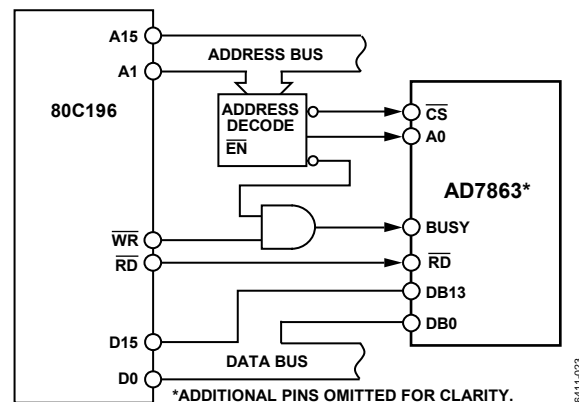 A15
ADDRESS BUS
A1
80C196
ADDRESS
DECODE
EN
CS
A0
AD7863*
BUSY
WR
RD
RD
DB13
DB0
D15
DATA BUS
D0
*ADDITIONAL PINS OMITTED FOR CLARITY.